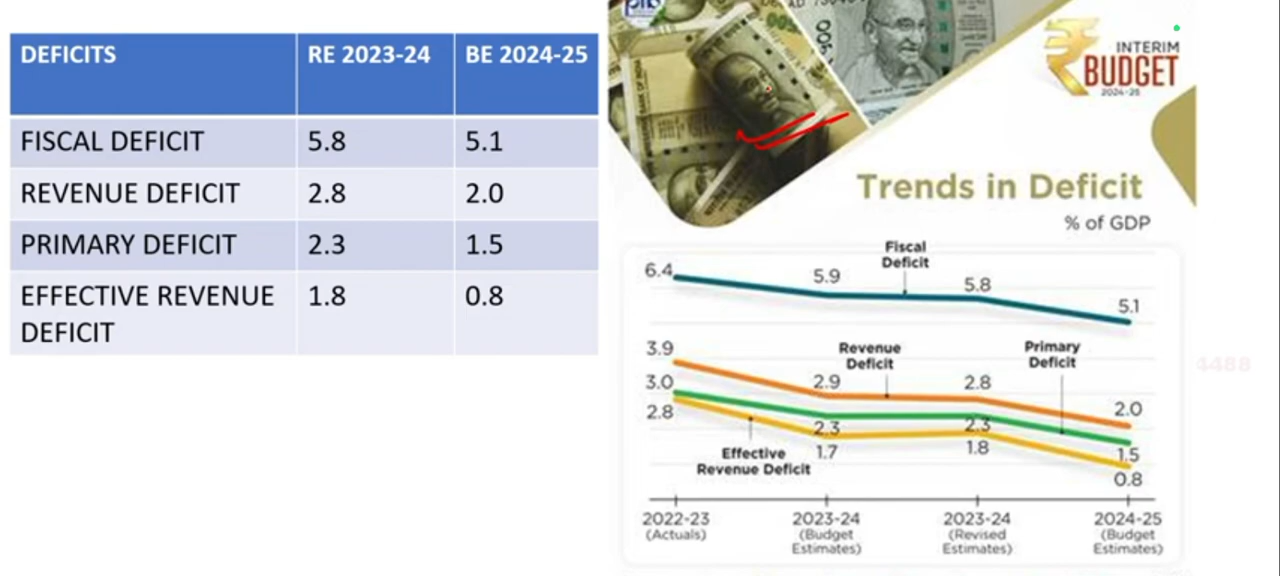 DEFICITS RE 2023-24 BE 2024-25
FISCAL DEFICIT 5.8 5.1
REVENUE DEFICIT 2.8 2.0
PRIMARY DEFICIT 2.3 1.5
EFFECTIVE REVENUE 1.8 0.8
DEFICIT
INTERIM
BUDGET
2024-25
Trends in Deficit
% of GDP
Fiscal
Deficit
6.4 5.9 5.8 5.1
Revenue
Deficit
Primary
Deficit
3.9 2.9 2.8 2.0
3.0 2.3 2.3 1.5
2.8 1.7 1.8 0.8
Effective
Revenue Deficit
2022-23
(Actuals)
2023-24
(Budget
Estimates)
2023-24
(Revised
Estimates)
2024-25
(Budget
Estimates)
4488